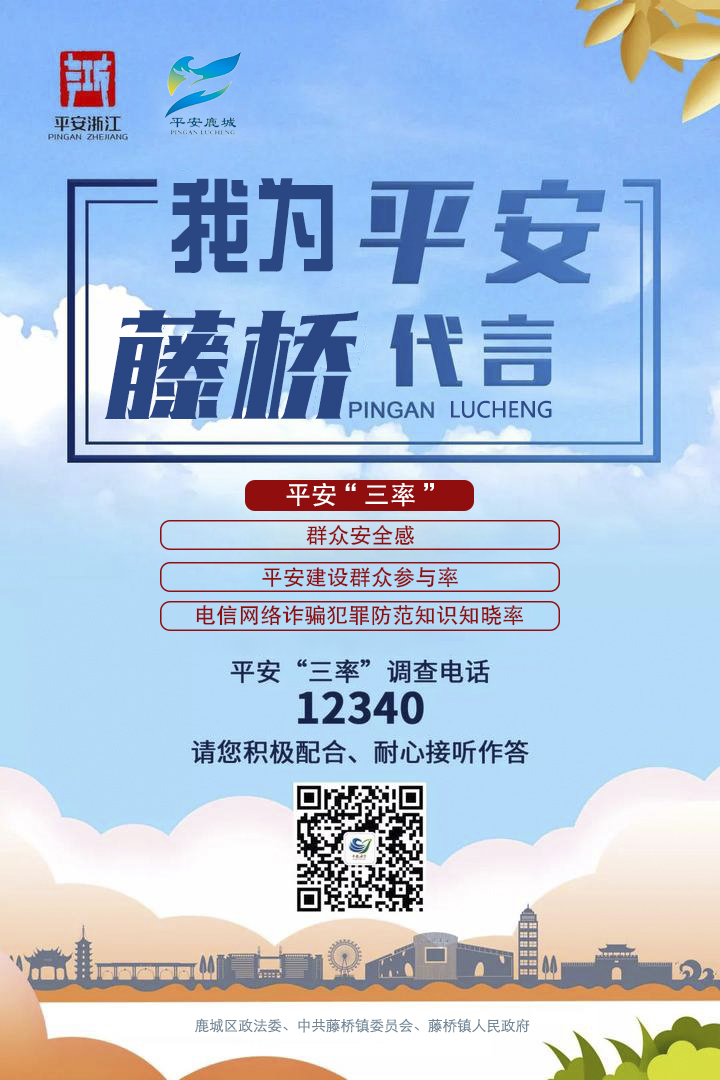 平安浙江
PINGAN ZHEJIANG
平安鹿城
PINGAN LUCHENG
我为平安
藤桥代言
PINGAN LUCHENG
平安“三率”
群众安全感
平安建设群众参与率
电信网络诈骗犯罪防范知识知晓率
平安“三率”调查电话
12340
请您积极配合、耐心接听作答
鹿城区政法委、中共藤桥镇委员会、藤桥镇人民政府